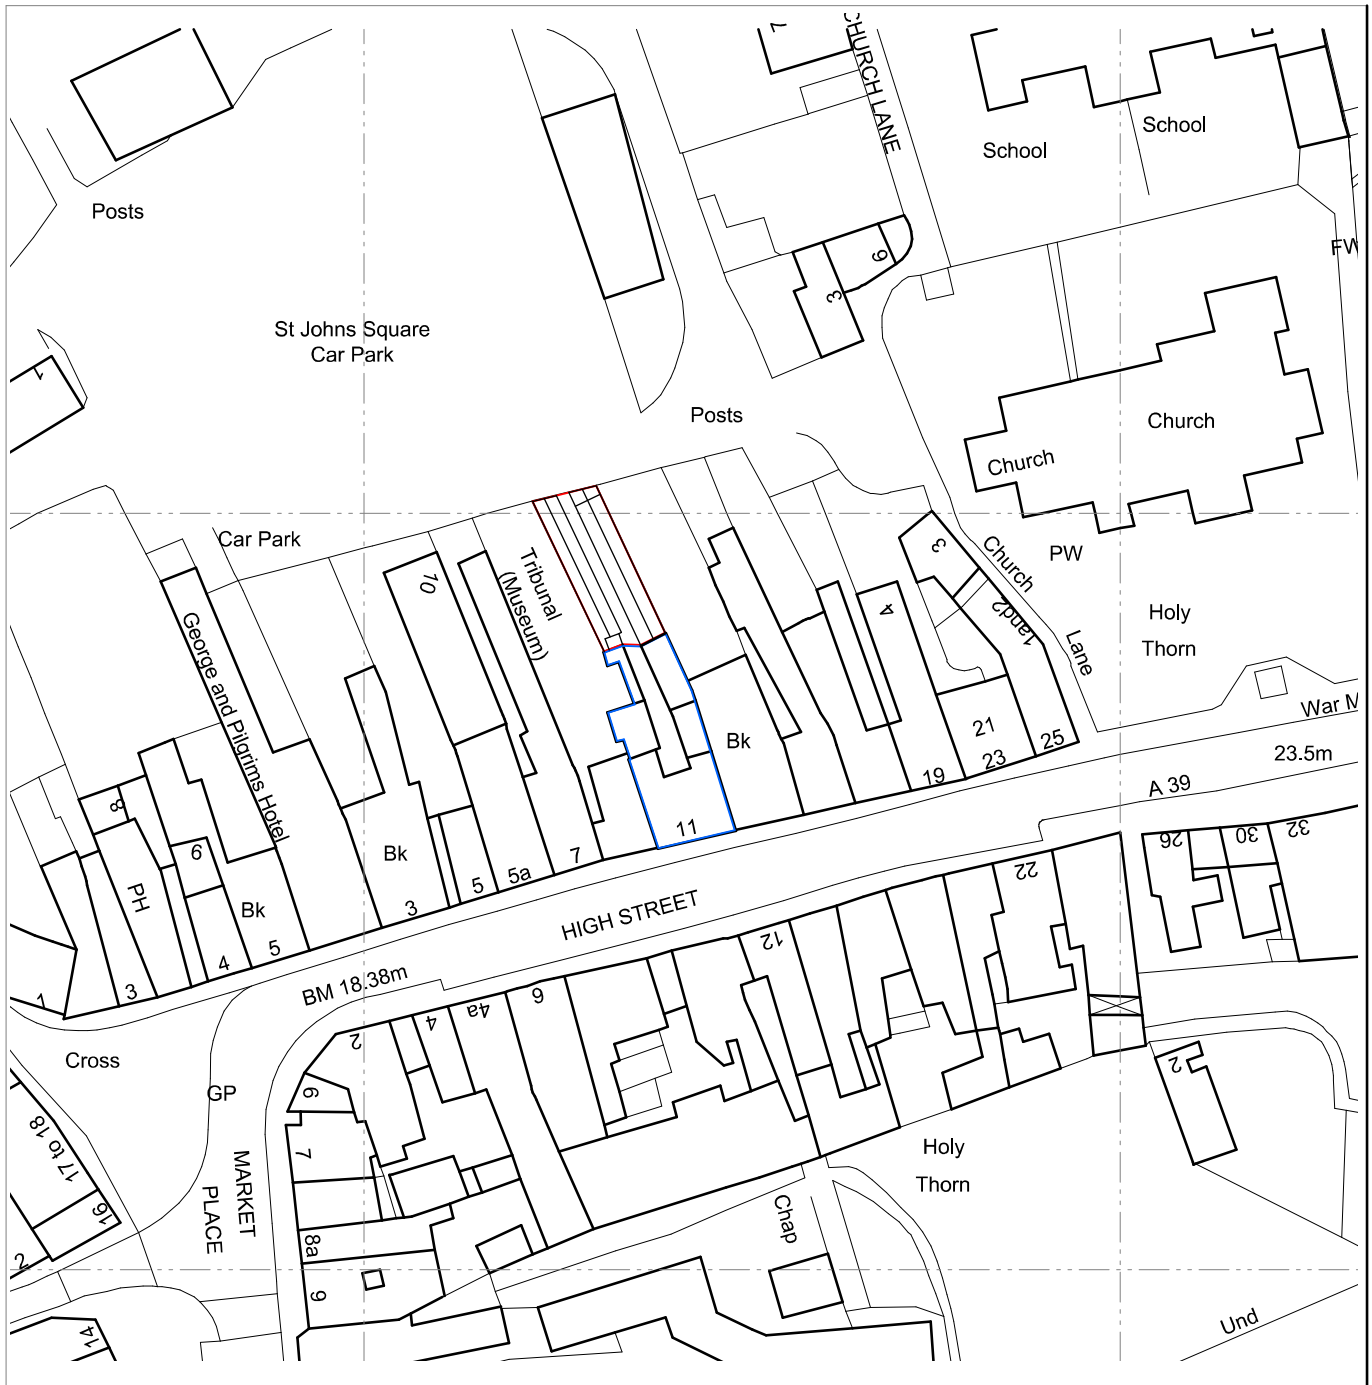 7
CHURCH LANE
School
School
Posts
6
3
FW
St Johns Square
Car Park
1
Posts
Church
Church
Car Park
10
Tribunal
(Museum)
3
Church
Lane
PW
4
1and2
Holy
Thorn
George and Pilgrims Hotel
War M
21
23
25
Bk
23.5m
19
A 39
8
11
26
30
32
6
Bk
7
5a
5
PH
3
22
Bk
HIGH STREET
5
4
12
3
1
BM 18.38m
6
4a
4
2
Cross
GP
6
2
17 to 18
7
MARKET
PLACE
Holy
Thorn
16
Chap
8a
2
9
14
Und